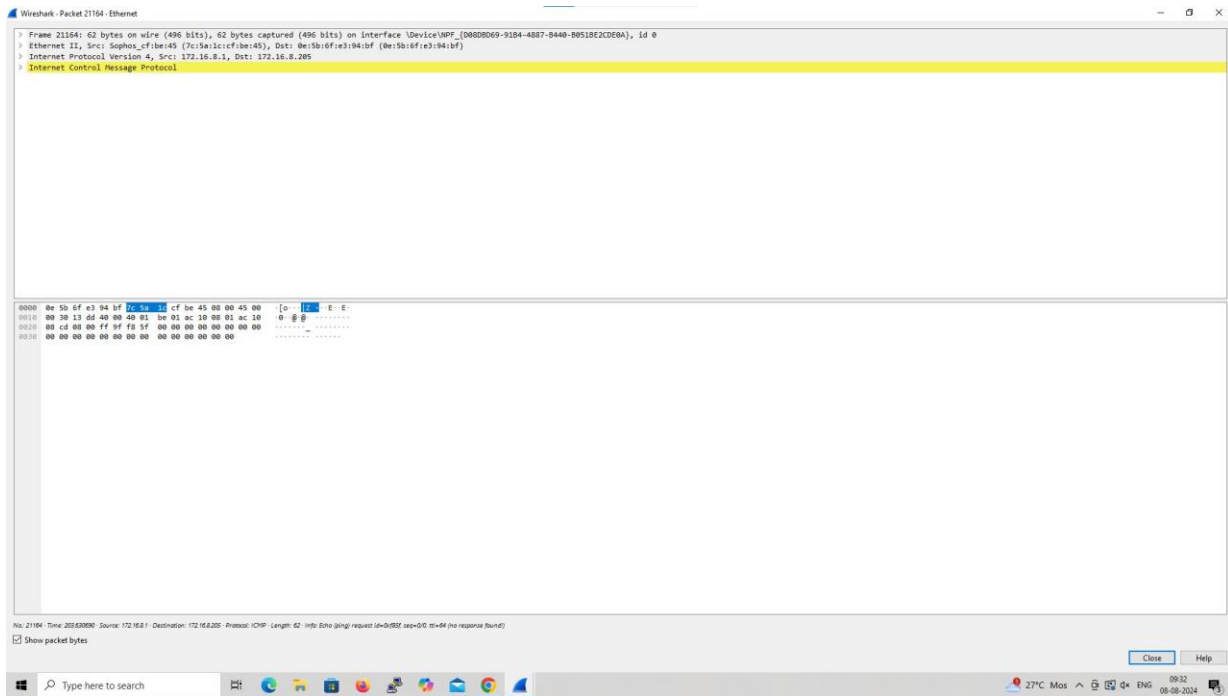 Wireshark · Packet 21164 · Ethernet
Frame 21164: 62 bytes on wire (496 bits), 62 bytes captured (496 bits) on interface \Device\NPF_{D08DBD69-91B4-4887-B440-B051BE2CDE0A}, id 0
Ethernet II, Src: Sophos_cf:be:45 (7c:5a:1c:cf:be:45), Dst: 0e:5b:6f:e3:94:bf (0e:5b:6f:e3:94:bf)
Internet Protocol Version 4, Src: 172.16.8.1, Dst: 172.16.8.205
Internet Control Message Protocol
0000 0e 5b 6f e3 94 bf 7c 5a 1c cf be 45 08 00 45 00 ·[o···|Z ···E··E·
0010 00 30 13 dd 40 00 40 01 be 01 ac 10 08 01 ac 10 ·0··@·@· ········
0020 08 cd 08 00 ff 9f f8 5f 00 00 00 00 00 00 00 00 ·······_ ········
0030 00 00 00 00 00 00 00 00 00 00 00 00 00 00 ········ ······
No.: 21164 · Time: 203.630690 · Source: 172.16.8.1 · Destination: 172.16.8.205 · Protocol: ICMP · Length: 62 · Info: Echo (ping) request id=0xf85f, seq=0/0, ttl=64 (no response found!)
Show packet bytes
Close Help
Type here to search
27°C Mos ENG 09:32
08-08-2024